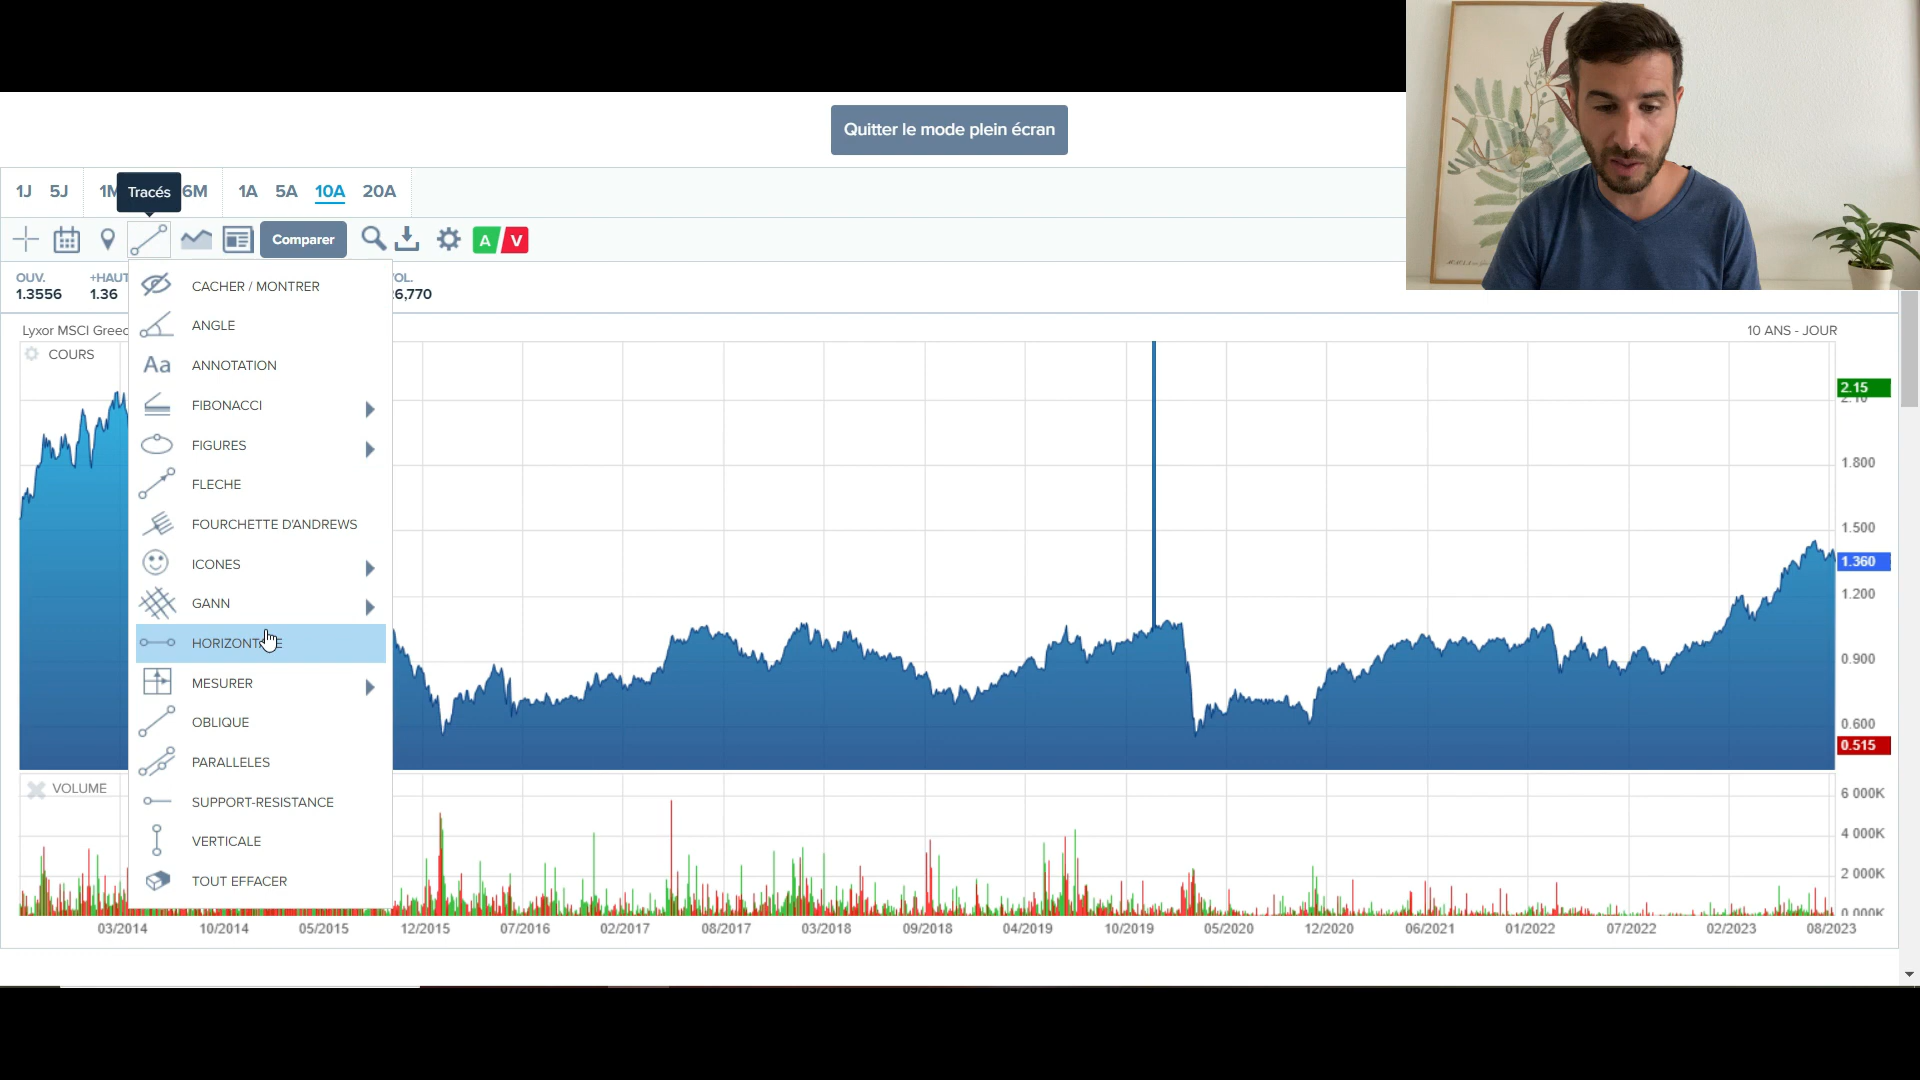 Quitter le mode plein écran
1J 5J 1M Tracés 6M 1A 5A 10A 20A
Comparer A V
OUV. +HAUT OL.
1.3556 1.36 6,770
Lyxor MSCI Greec 10 ANS - JOUR
COURS
CACHER / MONTRER
ANGLE
Aa ANNOTATION
FIBONACCI
FIGURES
FLECHE
FOURCHETTE D'ANDREWS
ICONES
GANN
HORIZONT E
MESURER
OBLIQUE
PARALLELES
SUPPORT-RESISTANCE
VERTICALE
TOUT EFFACER
2.15
2.10
1.800
1.500
1.360
1.200
0.900
0.600
0.515
VOLUME
6 000K
4 000K
2 000K
0.000K
03/2014 10/2014 05/2015 12/2015 07/2016 02/2017 08/2017 03/2018 09/2018 04/2019 10/2019 05/2020 12/2020 06/2021 01/2022 07/2022 02/2023 08/2023